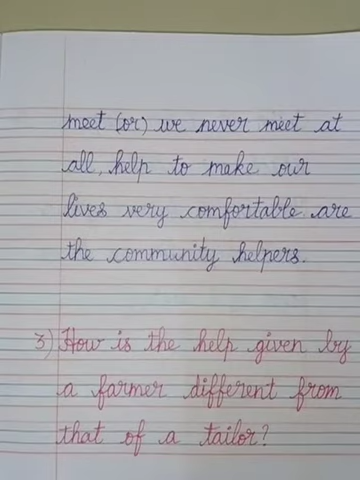 meet (or) we never meet at
all, help to make our
lives very comfortable are
the community helpers.
3) How is the help given by
a farmer different from
that of a tailor?